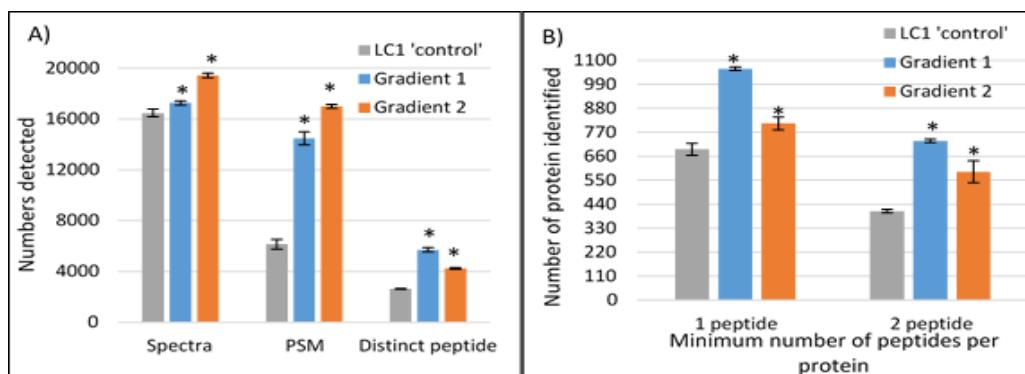 A)
LC1 'control'
Gradient 1
Gradient 2
Numbers detected
20000
16000
12000
8000
4000
0
* * * * * *
Spectra PSM Distinct peptide
B)
LC1 'control'
Gradient 1
Gradient 2
Number of protein identified
1100
990
880
770
660
550
440
330
220
110
0
* * * *
1 peptide 2 peptide
Minimum number of peptides per
protein